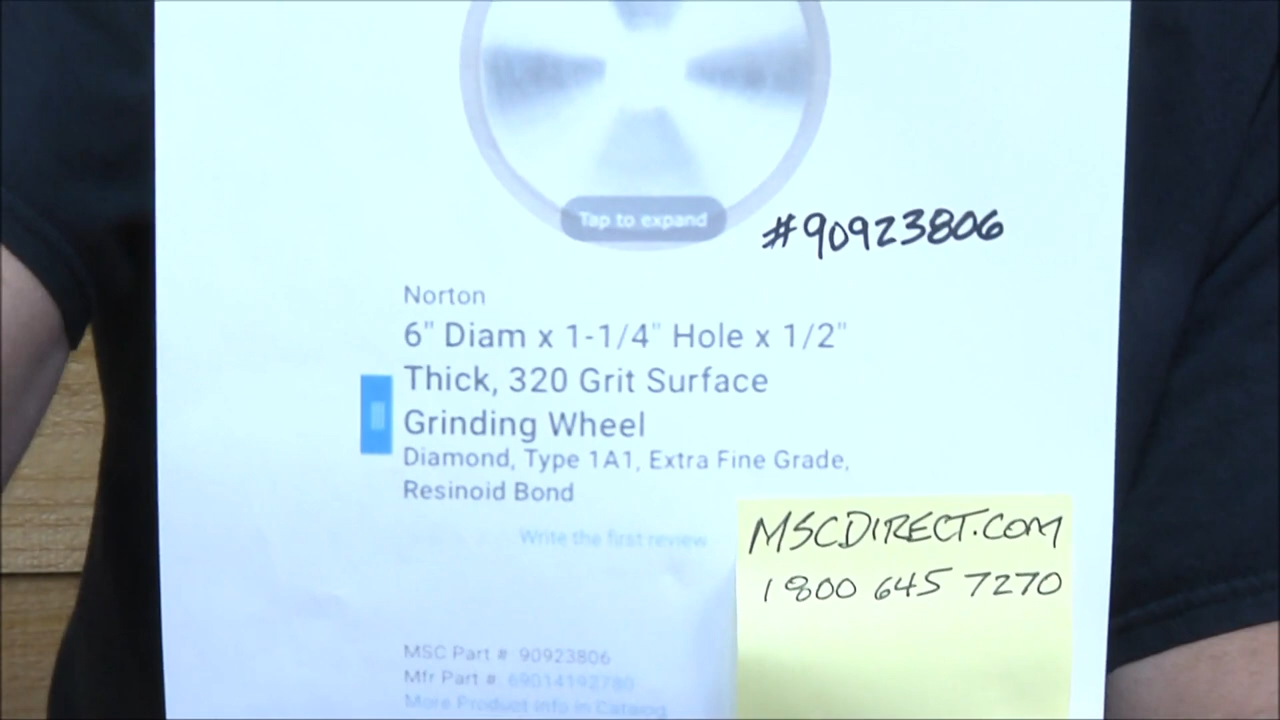 Tap to expand
#90923806
Norton
6" Diam x 1-1/4" Hole x 1/2"
Thick, 320 Grit Surface
Grinding Wheel
Diamond, Type 1A1, Extra Fine Grade,
Resinoid Bond
Write the first review
MSCDIRECT.COM
1 800 645 7270
MSC Part #: 90923806
Mfr Part #: 69014192780
More Product Info in Catalog